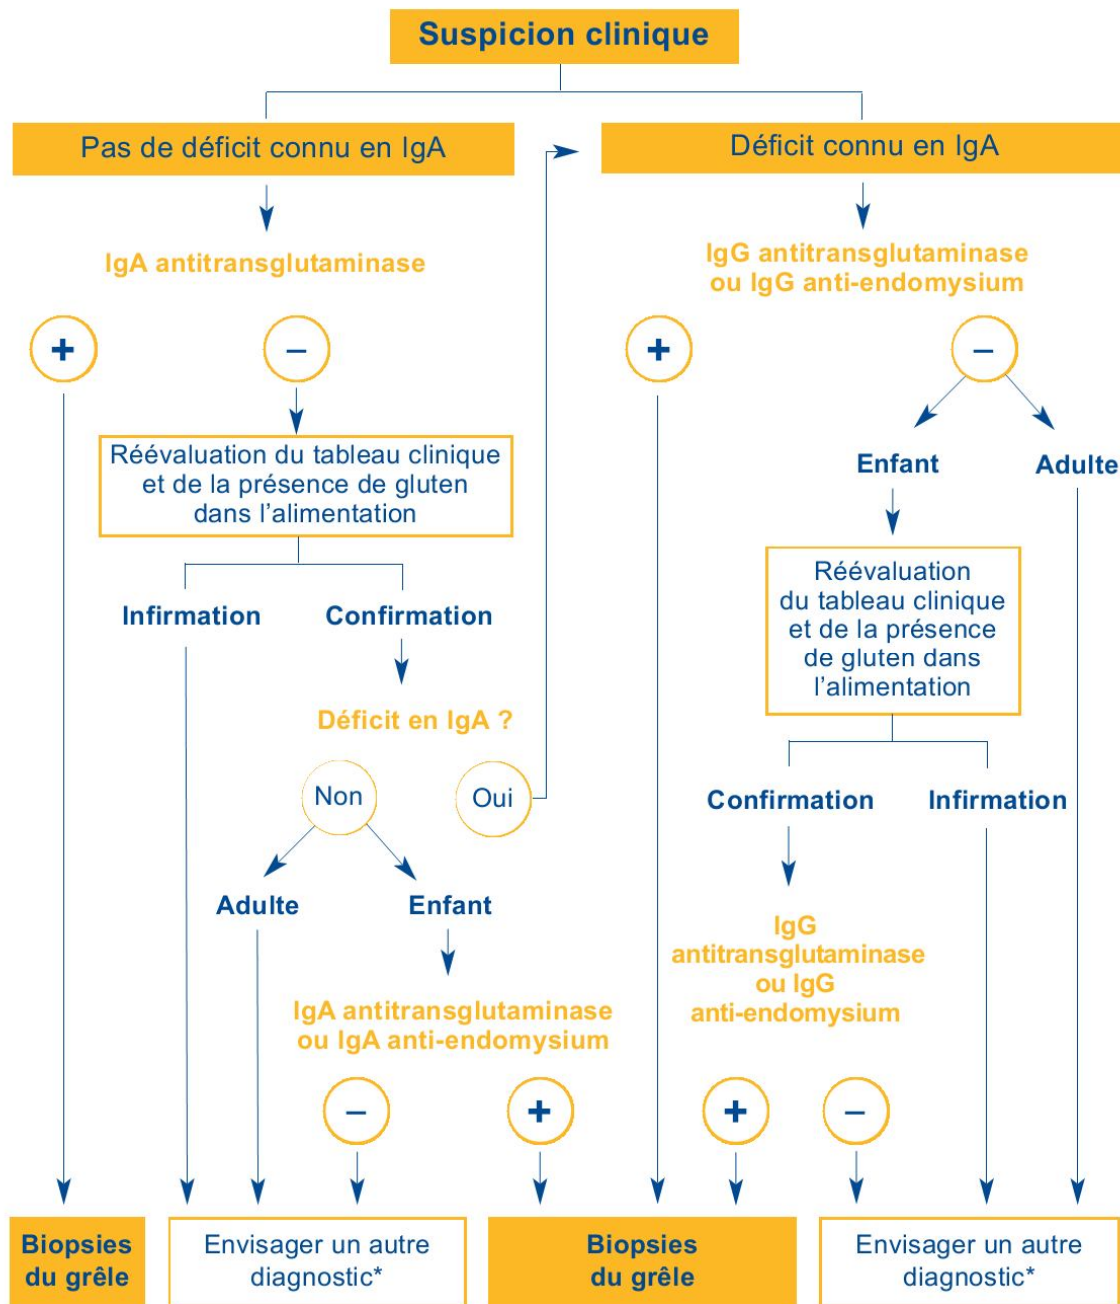 Suspicion clinique
Pas de déficit connu en IgA
Déficit connu en IgA
IgA antitransglutaminase
IgG antitransglutaminase
ou IgG anti-endomysium
+
–
+
–
Réévaluation du tableau clinique
et de la présence de gluten
dans l’alimentation
Enfant
Adulte
Réévaluation
du tableau clinique
et de la présence
de gluten dans
l’alimentation
Infirmation
Confirmation
Déficit en IgA ?
Non
Oui
Confirmation
Infirmation
Adulte
Enfant
IgG
antitransglutaminase
ou IgG
anti-endomysium
IgA antitransglutaminase
ou IgA anti-endomysium
–
+
+
–
Biopsies
du grêle
Envisager un autre
diagnostic*
Biopsies
du grêle
Envisager un autre
diagnostic*